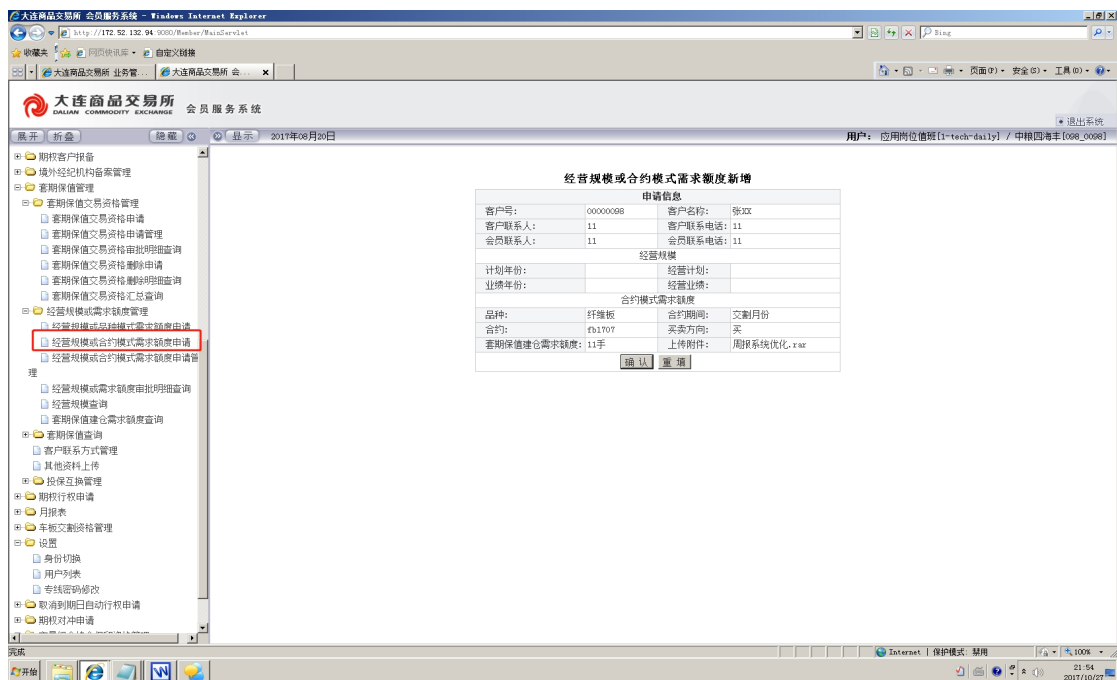 大连商品交易所 会员服务系统 - Windows Internet Explorer
http://172.52.132.94:9080/Member/MainServlet
Bing
收藏夹 网页快讯库 自定义链接
大连商品交易所 业务管... 大连商品交易所 会... x
页面(P) 安全(S) 工具(O)
大连商品交易所 会员服务系统
DALIAN COMMODITY EXCHANGE
退出系统
展开 折叠 隐藏 显示 2017年08月20日 用户: 应用岗位值班[1-tech-daily] / 中粮四海丰[098_0098]
期权客户报备
境外经纪机构备案管理
套期保值管理
套期保值交易资格管理
套期保值交易资格申请
套期保值交易资格申请管理
套期保值交易资格审批明细查询
套期保值交易资格删除申请
套期保值交易资格删除明细查询
套期保值交易资格汇总查询
经营规模或需求额度管理
经营规模或品种模式需求额度申请
经营规模或合约模式需求额度申请
经营规模或合约模式需求额度申请管
理
经营规模或需求额度审批明细查询
经营规模查询
套期保值建仓需求额度查询
套期保值查询
客户联系方式管理
其他资料上传
投保互换管理
期权行权申请
月报表
车板交割资格管理
设置
身份切换
用户列表
专线密码修改
取消到期日自动行权申请
期权对冲申请
经营规模或合约模式需求额度新增
申请信息
客户号: 00000098 客户名称: 张XX
客户联系人: 11 客户联系电话: 11
会员联系人: 11 会员联系电话: 11
经营规模
计划年份: 经营计划:
业绩年份: 经营业绩:
合约模式需求额度
品种: 纤维板 合约期间: 交割月份
合约: fb1707 买卖方向: 买
套期保值建仓需求额度: 11手 上传附件: 周报系统优化.rar
确认 重填
完成 Internet | 保护模式: 禁用 100%
开始 21:54
2017/10/27